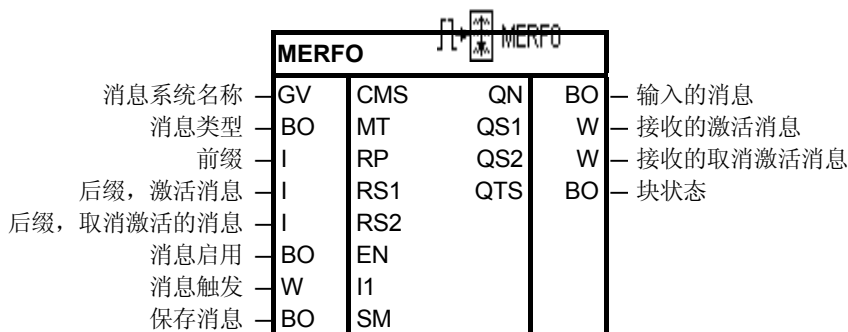 MERFO
MERFO
消息系统名称 GV CMS QN BO 输入的消息
消息类型 BO MT QS1 W 接收的激活消息
前缀 I RP QS2 W 接收的取消激活消息
后缀，激活消息 I RS1 QTS BO 块状态
后缀，取消激活的消息 I RS2
消息启用 BO EN
消息触发 W I1
保存消息 BO SM